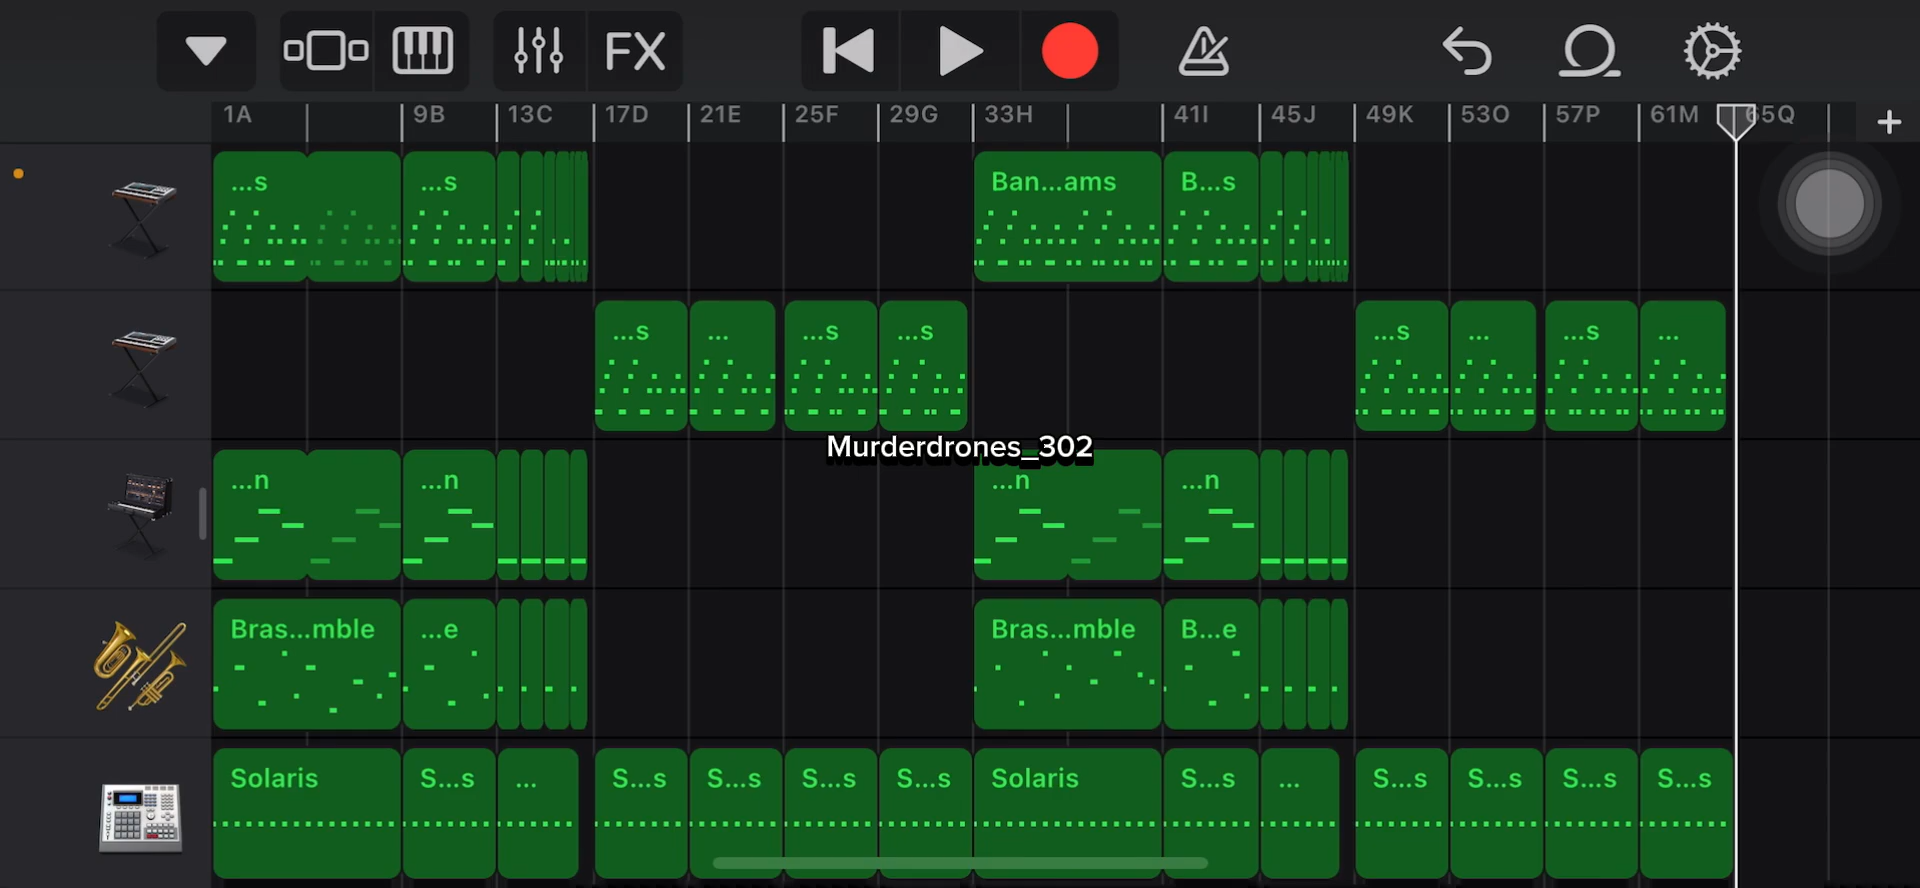 FX
1A 9B 13C 17D 21E 25F 29G 33H 41I 45J 49K 53O 57P 61M 65Q
...s ...s Ban...ams B...s
...s ... ...s ...s ...s ... ...s ...
Murderdrones_302
...n ...n ...n ...n
Bras...mble ...e Bras...mble B...e
Solaris S...s ... S...s S...s S...s S...s Solaris S...s ... S...s S...s S...s S...s